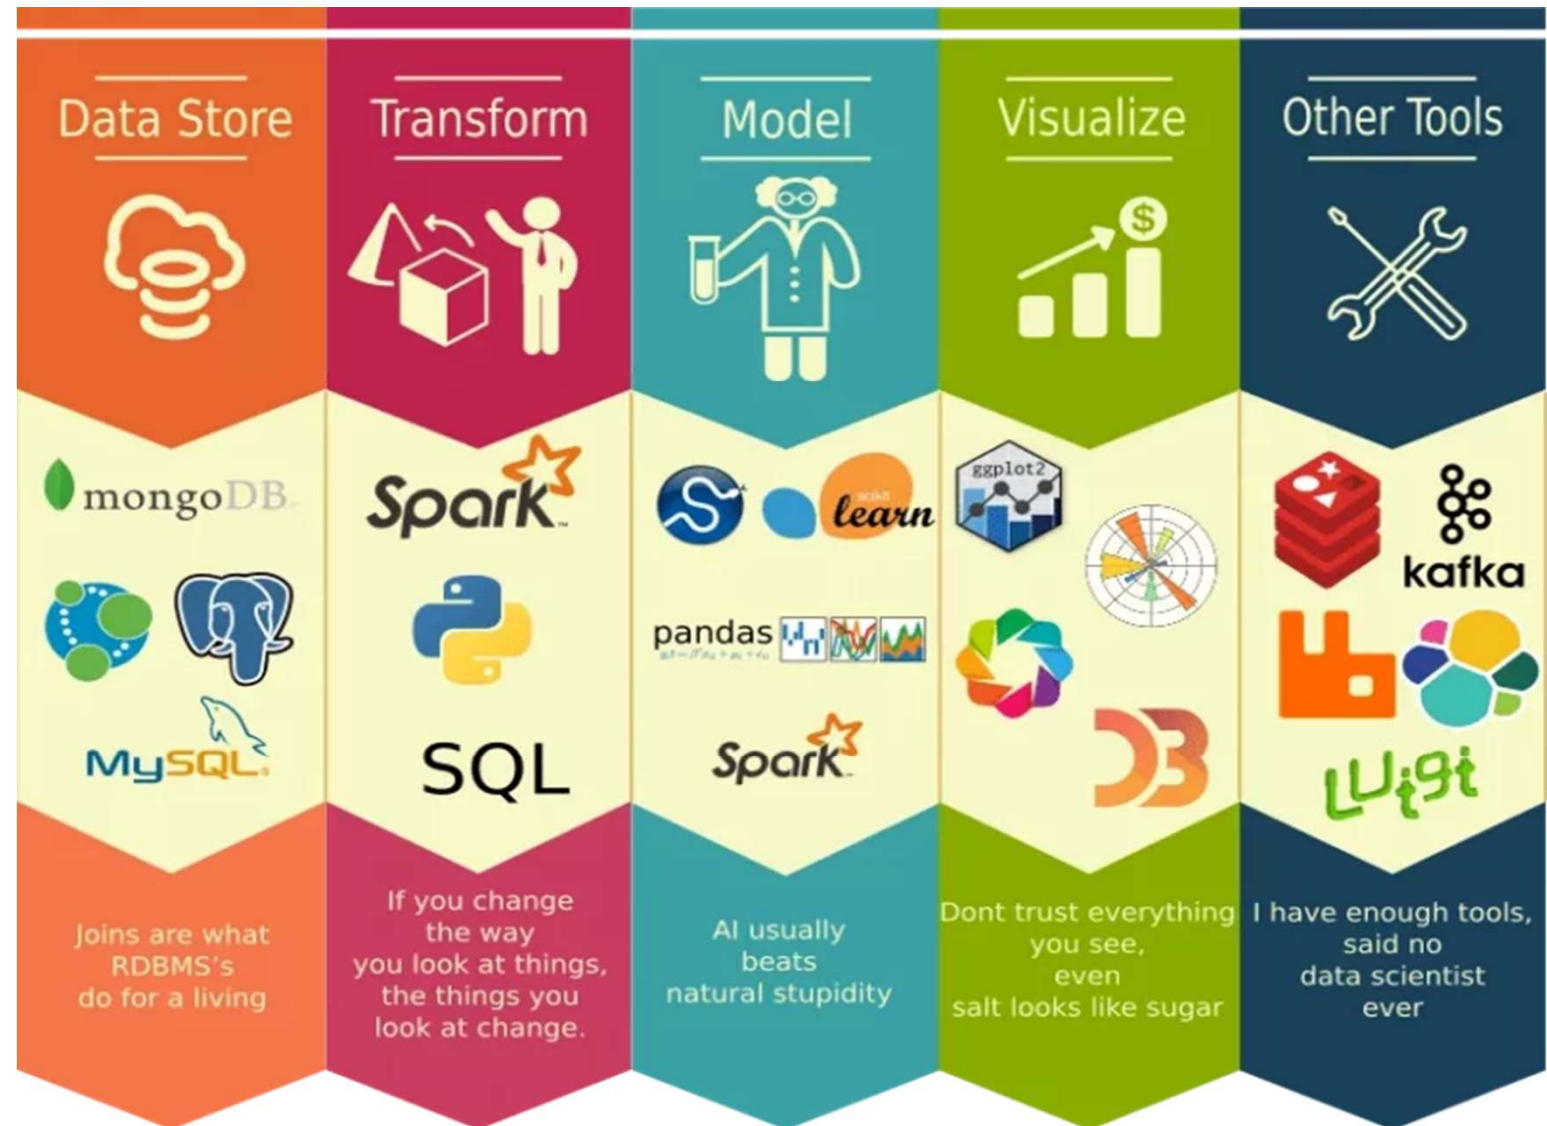 Data Store
Transform
Model
Visualize
Other Tools
$
mongoDB
MySQL
Spark
SQL
scikit
learn
pandas
Spark
ggplot2
D3
kafka
Luigi
Joins are what
RDBMS's
do for a living
If you change
the way
you look at things,
the things you
look at change.
AI usually
beats
natural stupidity
Dont trust everything
you see,
even
salt looks like sugar
I have enough tools,
said no
data scientist
ever